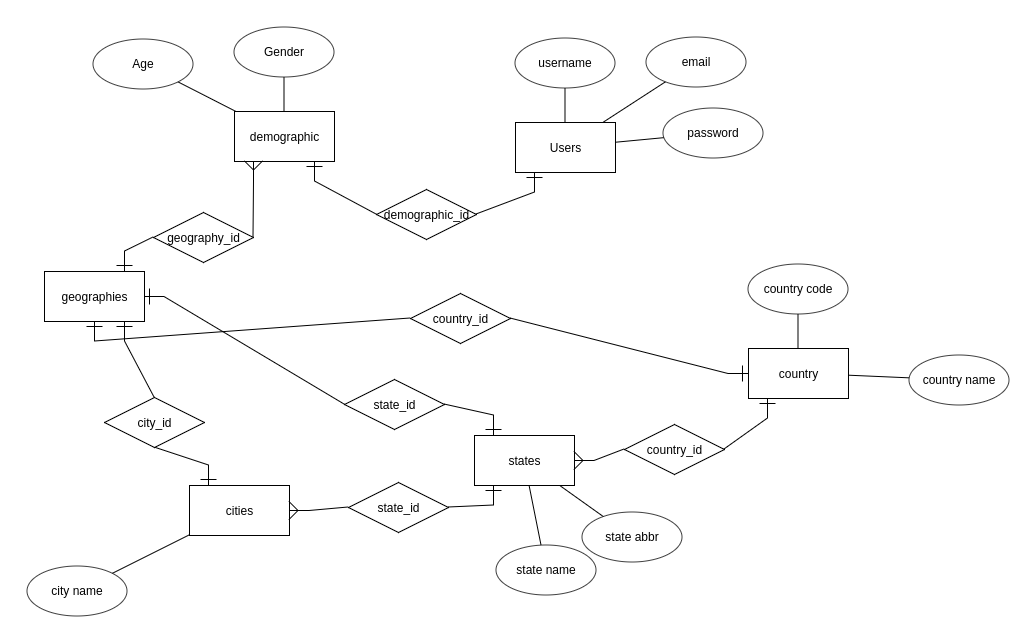 Gender
Age
username
email
password
demographic
Users
demographic_id
geography_id
geographies
country code
country_id
country
country name
state_id
city_id
country_id
states
state_id
cities
state abbr
state name
city name